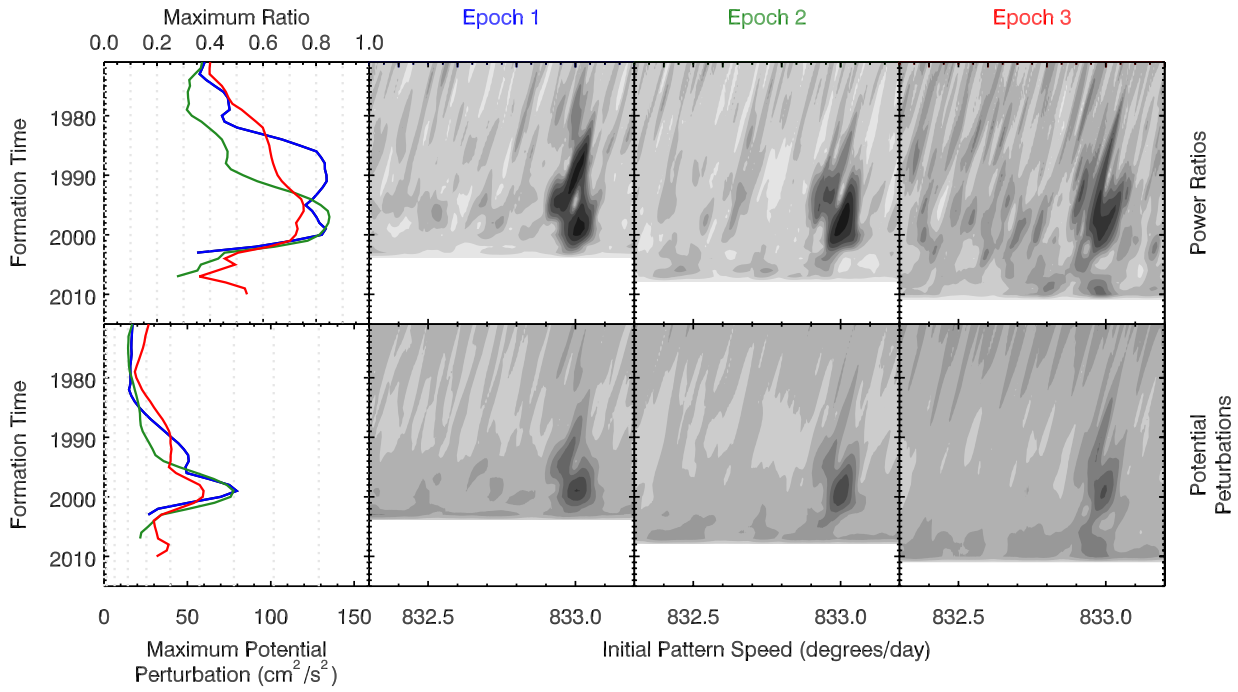 Maximum Ratio
Epoch 1
Epoch 2
Epoch 3
0.0 0.2 0.4 0.6 0.8 1.0
Formation Time
1980
1990
2000
2010
Power Ratios
Formation Time
1980
1990
2000
2010
Potential
Peturbations
0 50 100 150
832.5 833.0
832.5 833.0
832.5 833.0
Maximum Potential
Perturbation (cm²/s²)
Initial Pattern Speed (degrees/day)